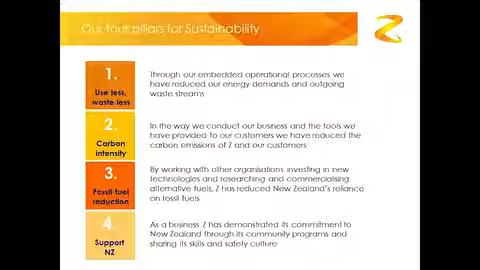 Our four pillars for Sustainability
1.
Use less,
waste less
Through our embedded operational processes we
have reduced our energy demands and outgoing
waste streams
2.
Carbon
intensity
In the way we conduct our business and the tools we
have provided to our customers we have reduced the
carbon emissions of Z and our customers
3.
Fossil fuel
reduction
By working with other organisations investing in new
technologies and researching and commercialising
alternative fuels, Z has reduced New Zealand's reliance
on fossil fuels
4.
Support
NZ
As a business Z has demonstrated its commitment to
New Zealand through its community programs and
sharing its skills and safety culture